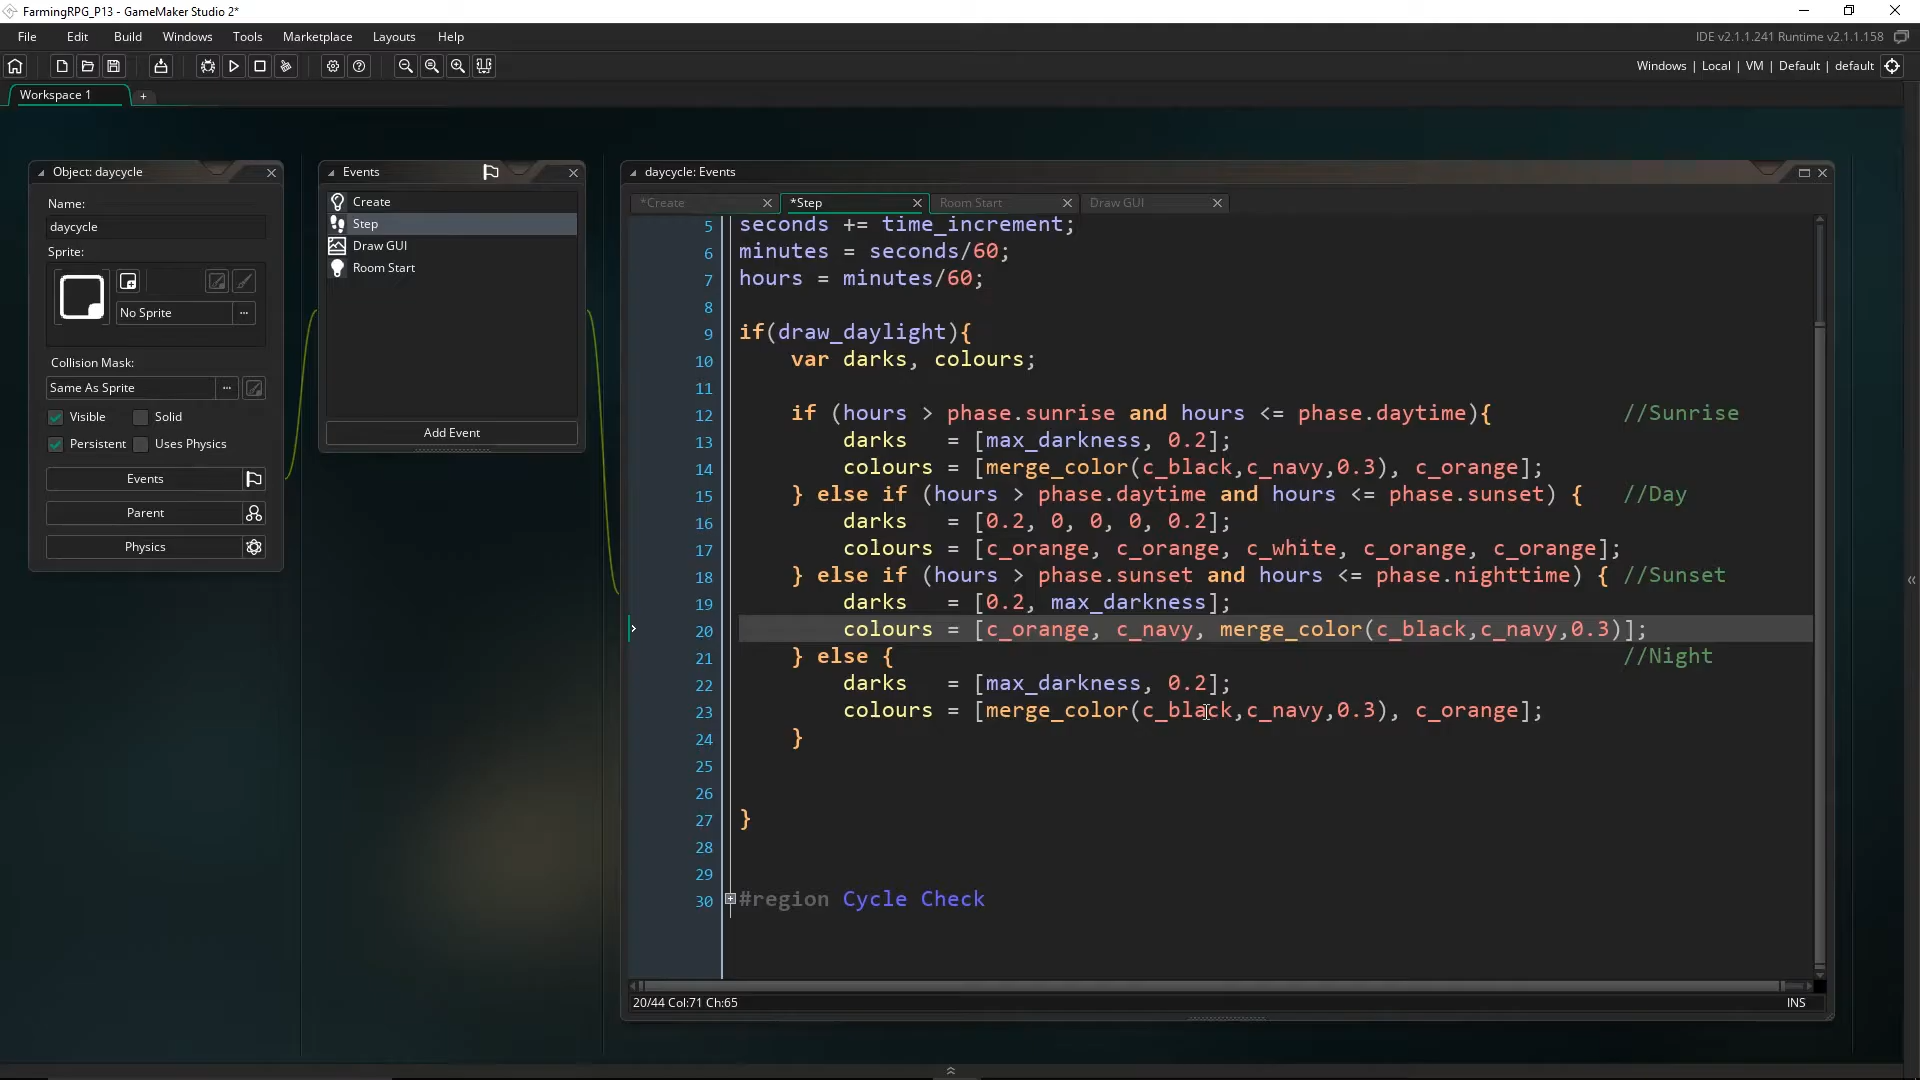 FarmingRPG_P13 - GameMaker Studio 2*
File Edit Build Windows Tools Marketplace Layouts Help
IDE v2.1.1.241 Runtime v2.1.1.158
Windows | Local | VM | Default | default
Workspace 1 +
Object: daycycle
Name:
daycycle
Sprite:
No Sprite ...
Collision Mask:
Same As Sprite ...
Visible Solid
Persistent Uses Physics
Events
Parent
Physics
Events
Create
Step
Draw GUI
Room Start
Add Event
daycycle: Events
*Create *Step Room Start Draw GUI
5 seconds += time_increment;
6 minutes = seconds/60;
7 hours = minutes/60;
8
9 if(draw_daylight){
10 var darks, colours;
11
12 if (hours > phase.sunrise and hours <= phase.daytime){ //Sunrise
13 darks = [max_darkness, 0.2];
14 colours = [merge_color(c_black,c_navy,0.3), c_orange];
15 } else if (hours > phase.daytime and hours <= phase.sunset) { //Day
16 darks = [0.2, 0, 0, 0, 0.2];
17 colours = [c_orange, c_orange, c_white, c_orange, c_orange];
18 } else if (hours > phase.sunset and hours <= phase.nighttime) { //Sunset
19 darks = [0.2, max_darkness];
20 colours = [c_orange, c_navy, merge_color(c_black,c_navy,0.3)];
21 } else { //Night
22 darks = [max_darkness, 0.2];
23 colours = [merge_color(c_black,c_navy,0.3), c_orange];
24 }
25
26
27 }
28
29
30 #region Cycle Check
20/44 Col:71 Ch:65 INS